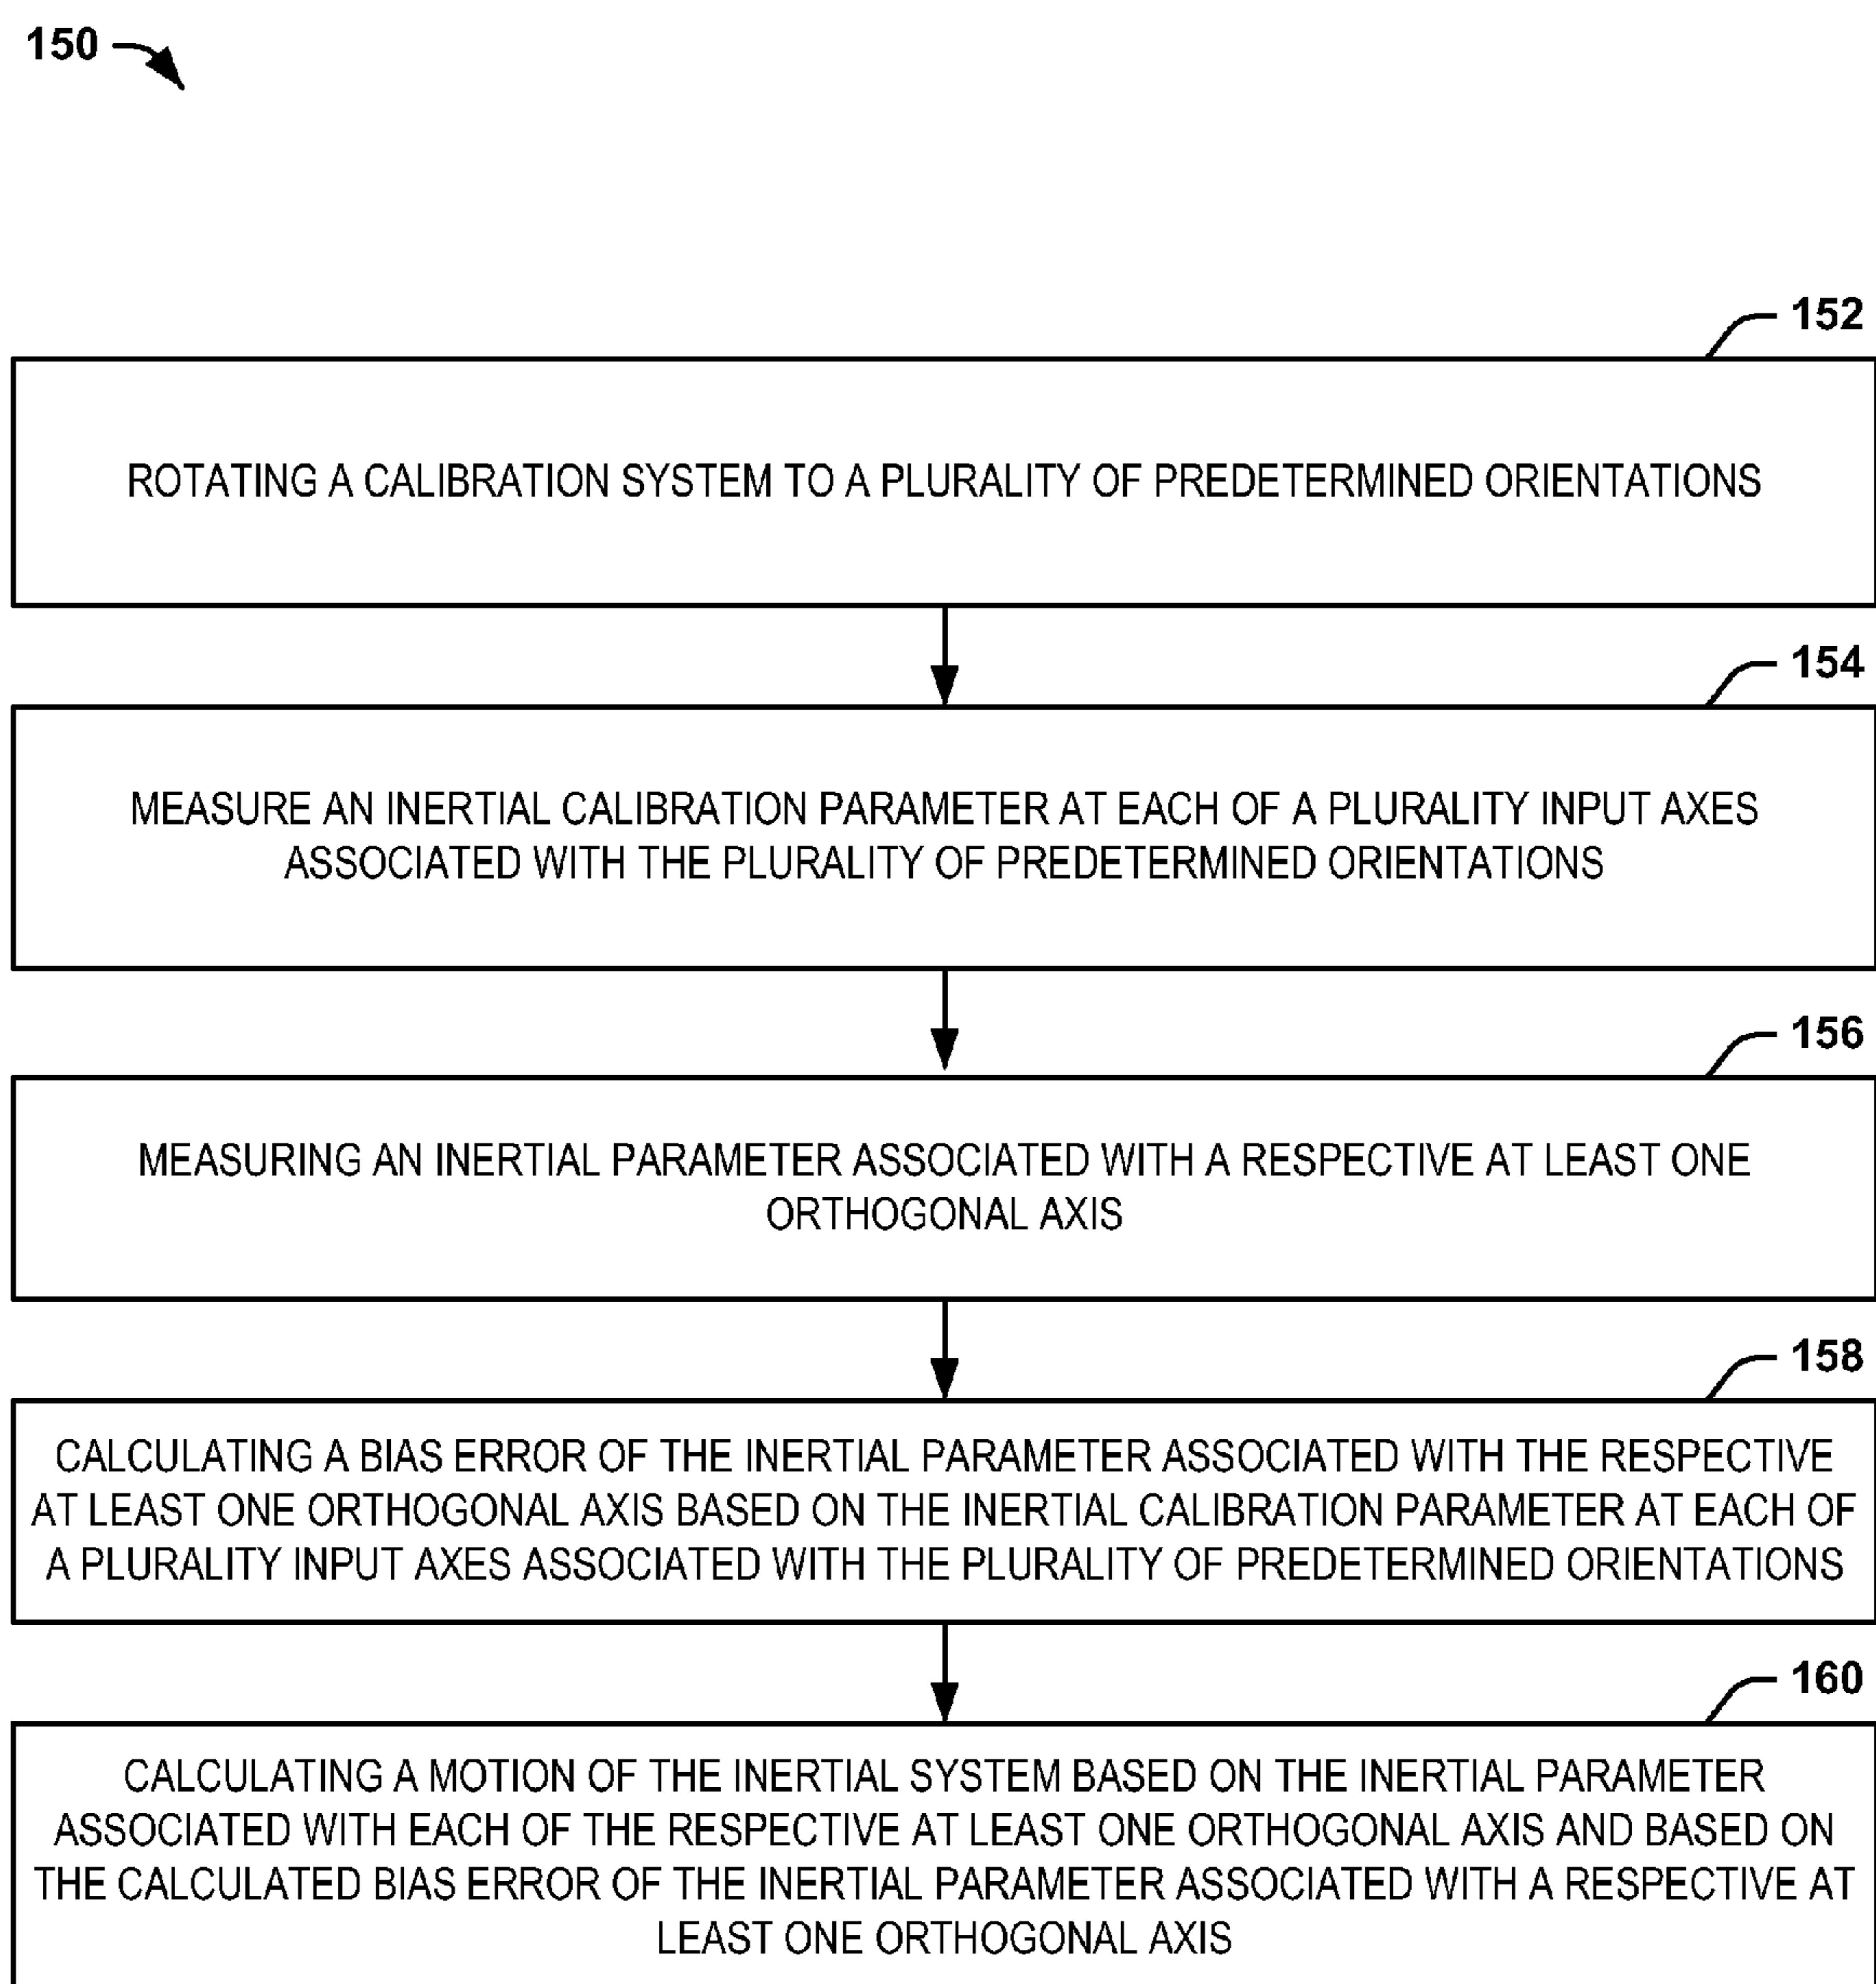 150
152
ROTATING A CALIBRATION SYSTEM TO A PLURALITY OF PREDETERMINED ORIENTATIONS
154
MEASURE AN INERTIAL CALIBRATION PARAMETER AT EACH OF A PLURALITY INPUT AXES
ASSOCIATED WITH THE PLURALITY OF PREDETERMINED ORIENTATIONS
156
MEASURING AN INERTIAL PARAMETER ASSOCIATED WITH A RESPECTIVE AT LEAST ONE
ORTHOGONAL AXIS
158
CALCULATING A BIAS ERROR OF THE INERTIAL PARAMETER ASSOCIATED WITH THE RESPECTIVE
AT LEAST ONE ORTHOGONAL AXIS BASED ON THE INERTIAL CALIBRATION PARAMETER AT EACH OF
A PLURALITY INPUT AXES ASSOCIATED WITH THE PLURALITY OF PREDETERMINED ORIENTATIONS
160
CALCULATING A MOTION OF THE INERTIAL SYSTEM BASED ON THE INERTIAL PARAMETER
ASSOCIATED WITH EACH OF THE RESPECTIVE AT LEAST ONE ORTHOGONAL AXIS AND BASED ON
THE CALCULATED BIAS ERROR OF THE INERTIAL PARAMETER ASSOCIATED WITH A RESPECTIVE AT
LEAST ONE ORTHOGONAL AXIS